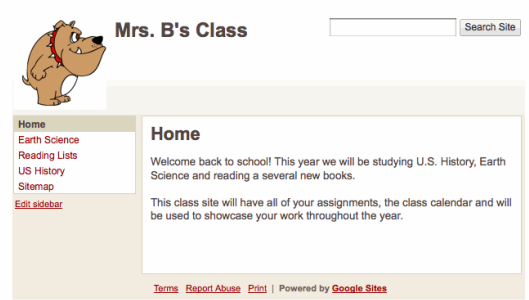 Mrs. B's Class
Search Site
Home
Earth Science
Reading Lists
US History
Sitemap
Edit sidebar
Home
Welcome back to school! This year we will be studying U.S. History, Earth
Science and reading a several new books.
This class site will have all of your assignments, the class calendar and will
be used to showcase your work throughout the year.
Terms Report Abuse Print | Powered by Google Sites